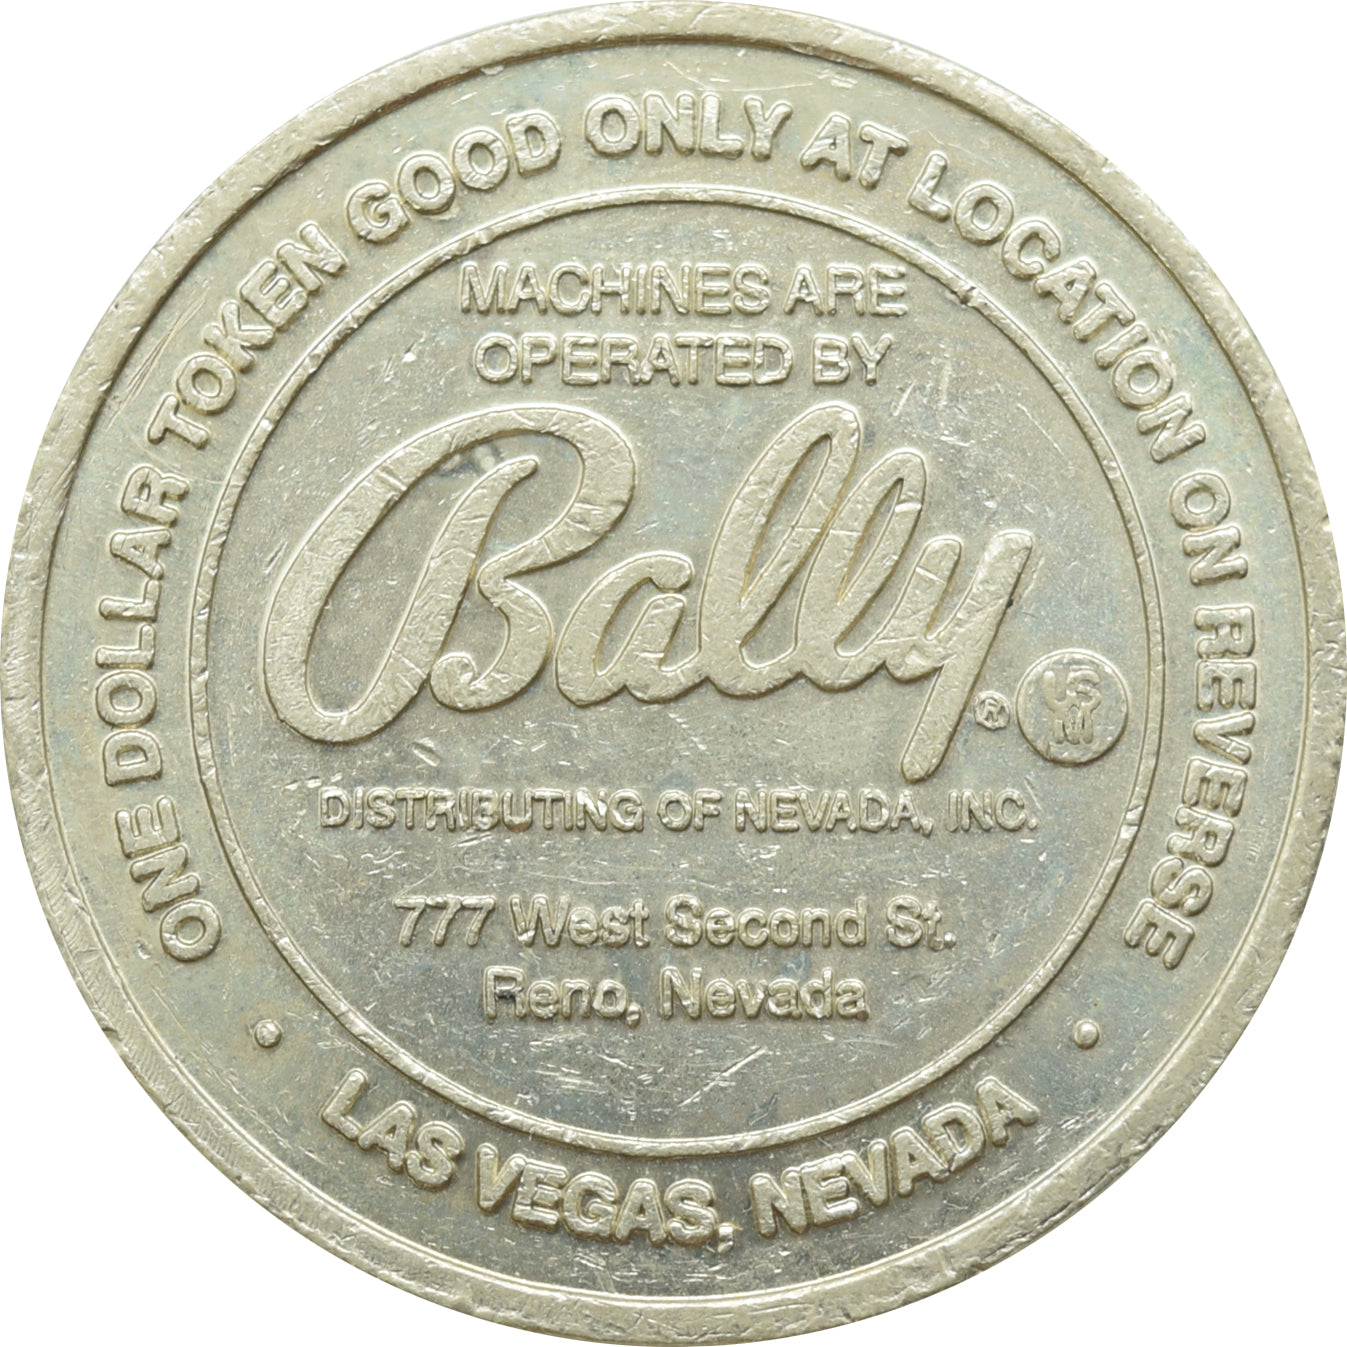 ONE DOLLAR TOKEN GOOD ONLY AT LOCATION ON REVERSE
MACHINES ARE
OPERATED BY
Bally®
USM
DISTRIBUTING OF NEVADA, INC.
777 West Second St.
Reno, Nevada
• LAS VEGAS, NEVADA •